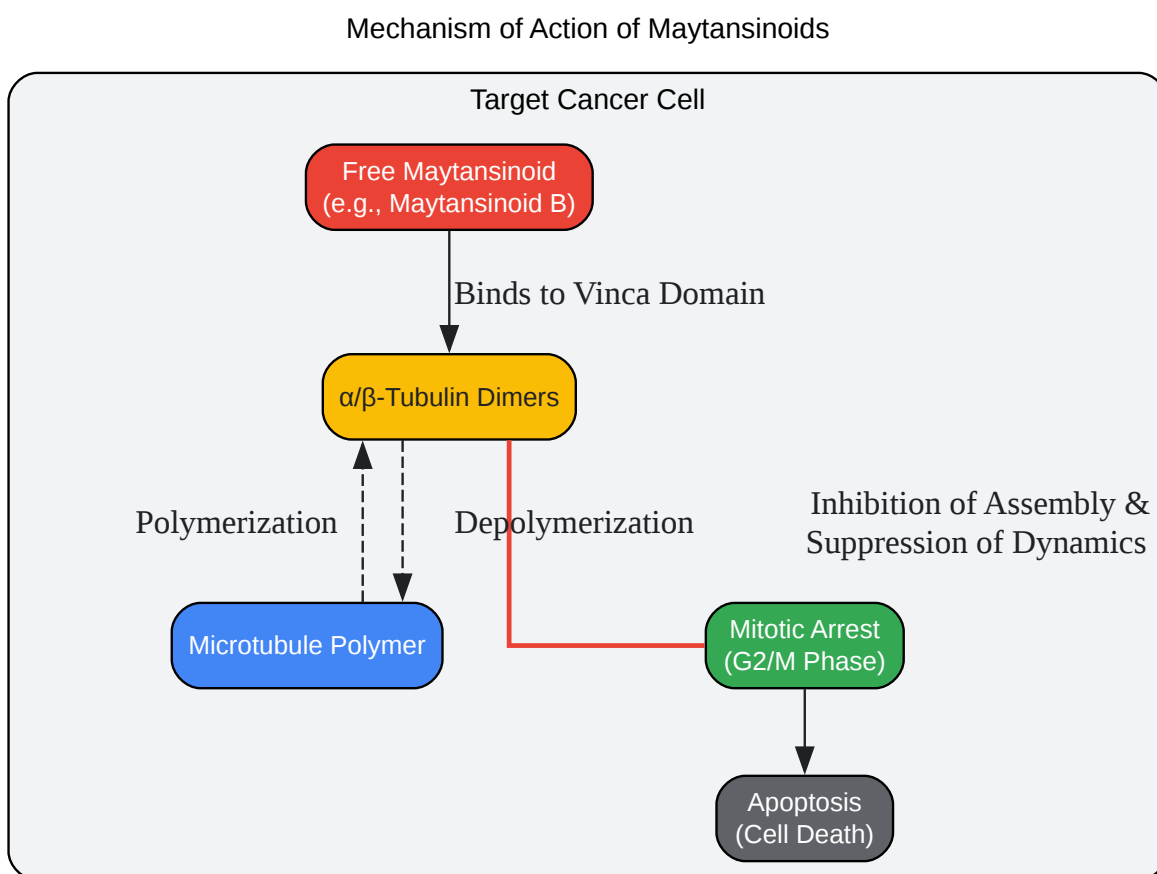 Mechanism of Action of Maytansinoids
Target Cancer Cell
Free Maytansinoid
(e.g., Maytansinoid B)
Binds to Vinca Domain
α/β-Tubulin Dimers
Polymerization
Depolymerization
Inhibition of Assembly &
Suppression of Dynamics
Microtubule Polymer
Mitotic Arrest
(G2/M Phase)
Apoptosis
(Cell Death)